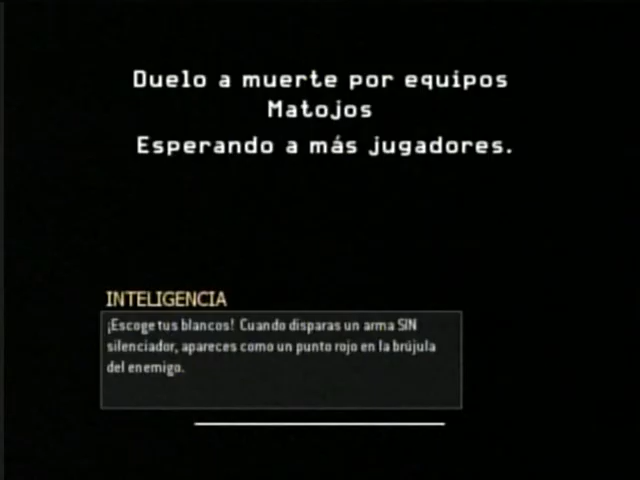 Duelo a muerte por equipos
Matojos
Esperando a más jugadores.
INTELIGENCIA
¡Escoge tus blancos! Cuando disparas un arma SIN
silenciador, apareces como un punto rojo en la brújula
del enemigo.